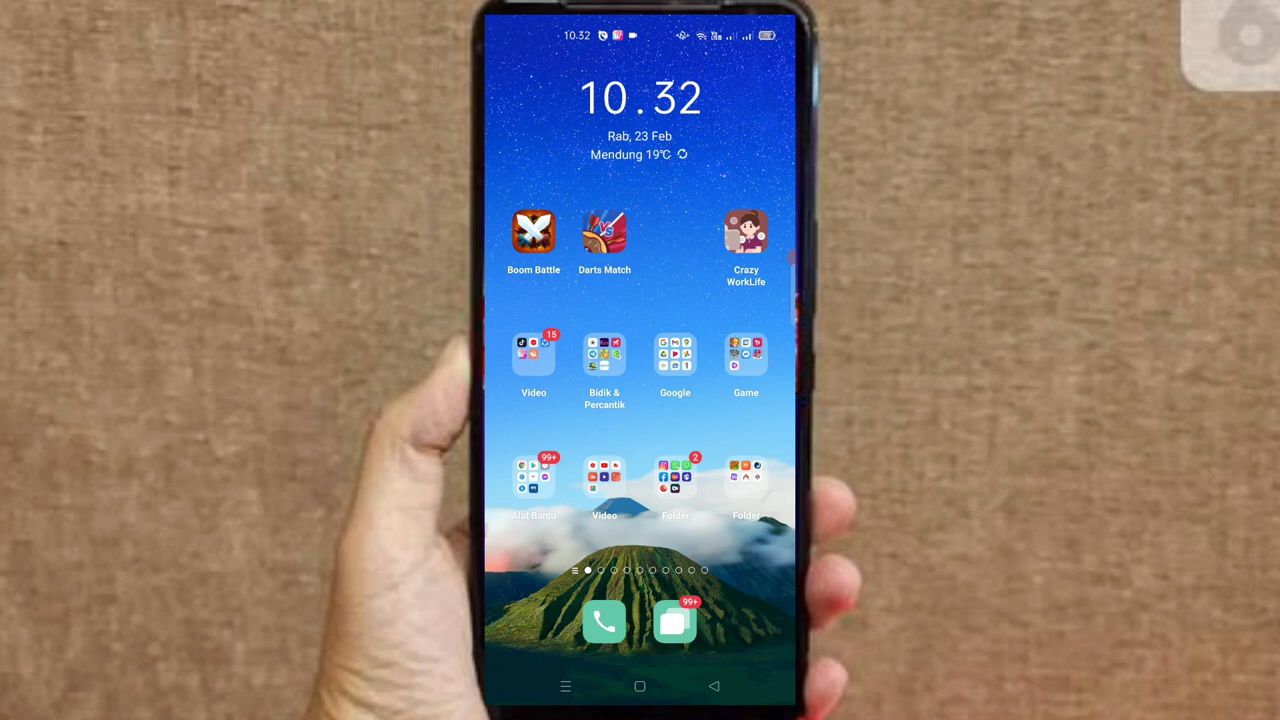 10.32
10.32
Rab, 23 Feb
Mendung 19℃
VS
Boom Battle
Darts Match
Crazy
WorkLife
15
Video
Bidik &
Percantik
Google
Game
99+
2
Alat Bantu
Video
Folder
Folder
99+